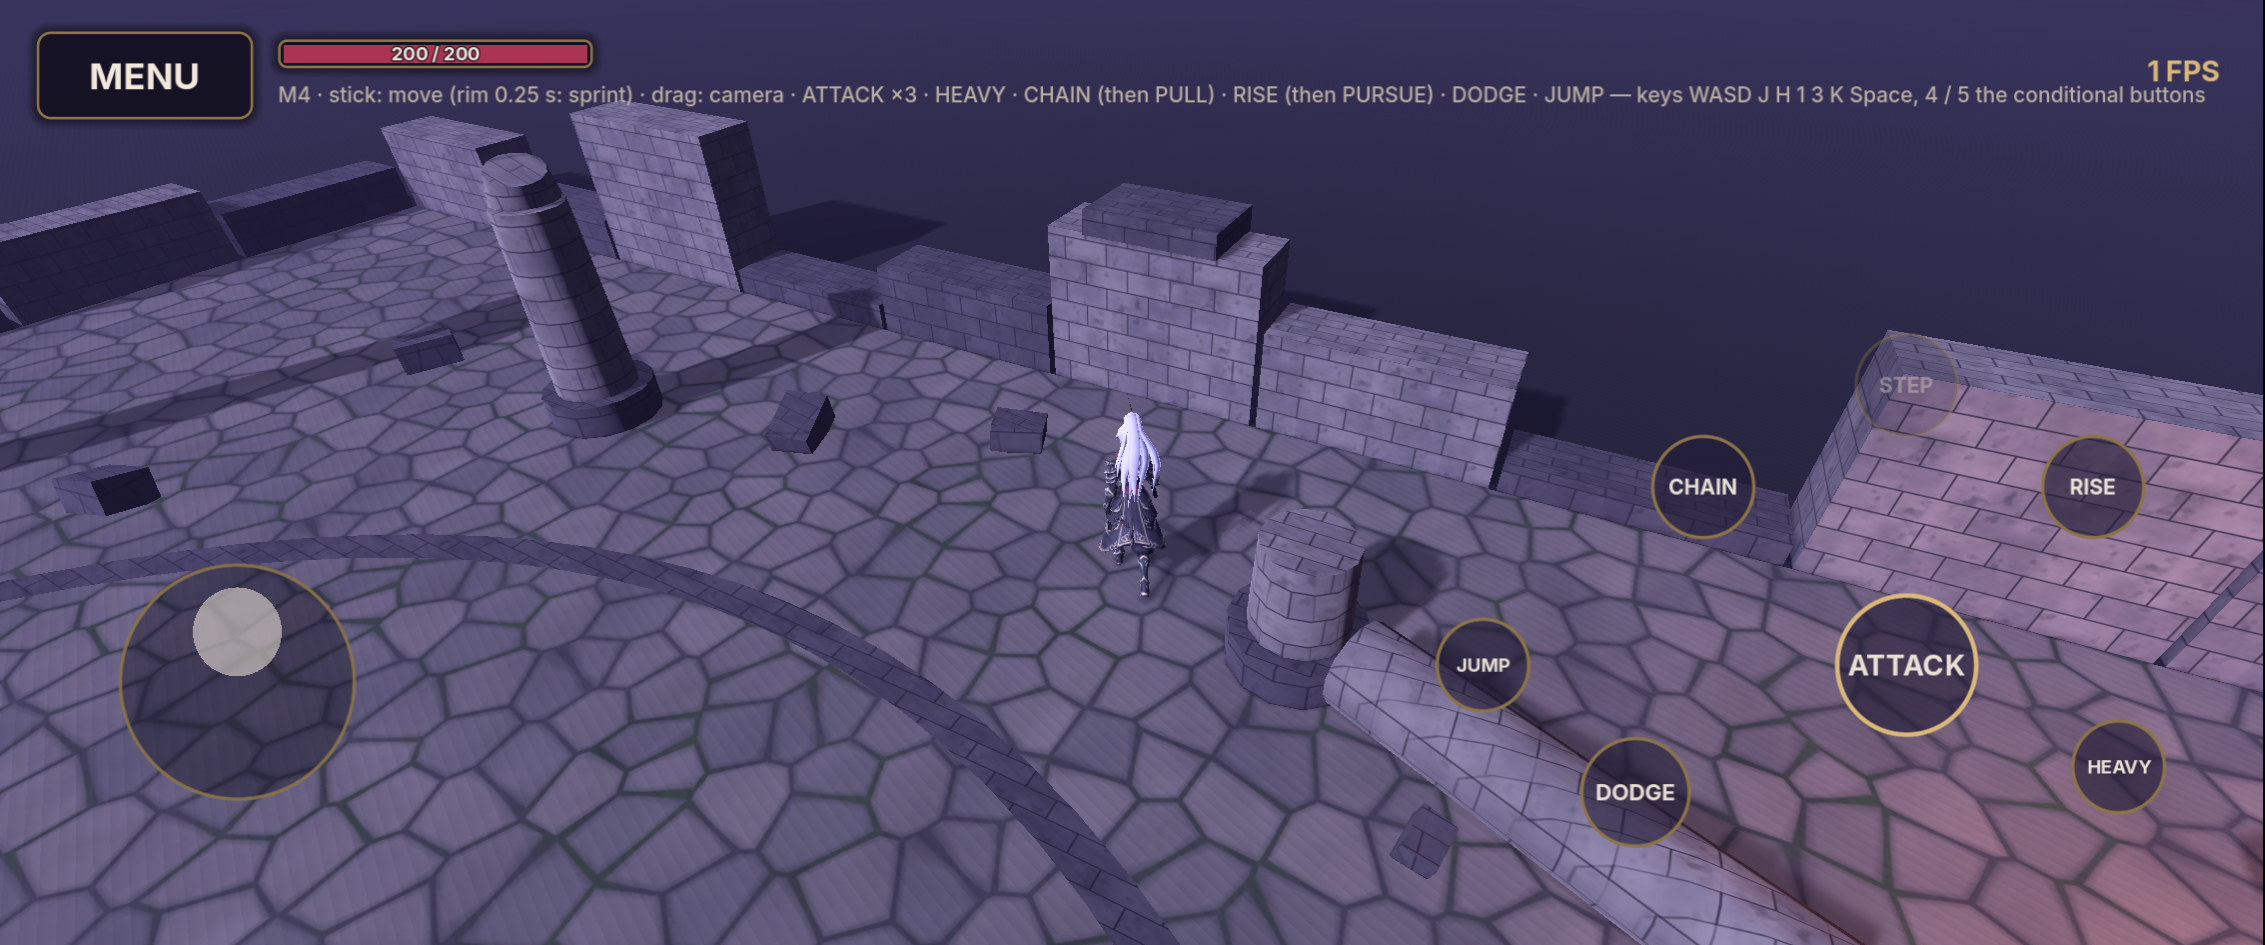 MENU
200 / 200
1 FPS
M4 · stick: move (rim 0.25 s: sprint) · drag: camera · ATTACK ×3 · HEAVY · CHAIN (then PULL) · RISE (then PURSUE) · DODGE · JUMP — keys WASD J H 1 3 K Space, 4 / 5 the conditional buttons
STEP
CHAIN
RISE
JUMP
ATTACK
DODGE
HEAVY